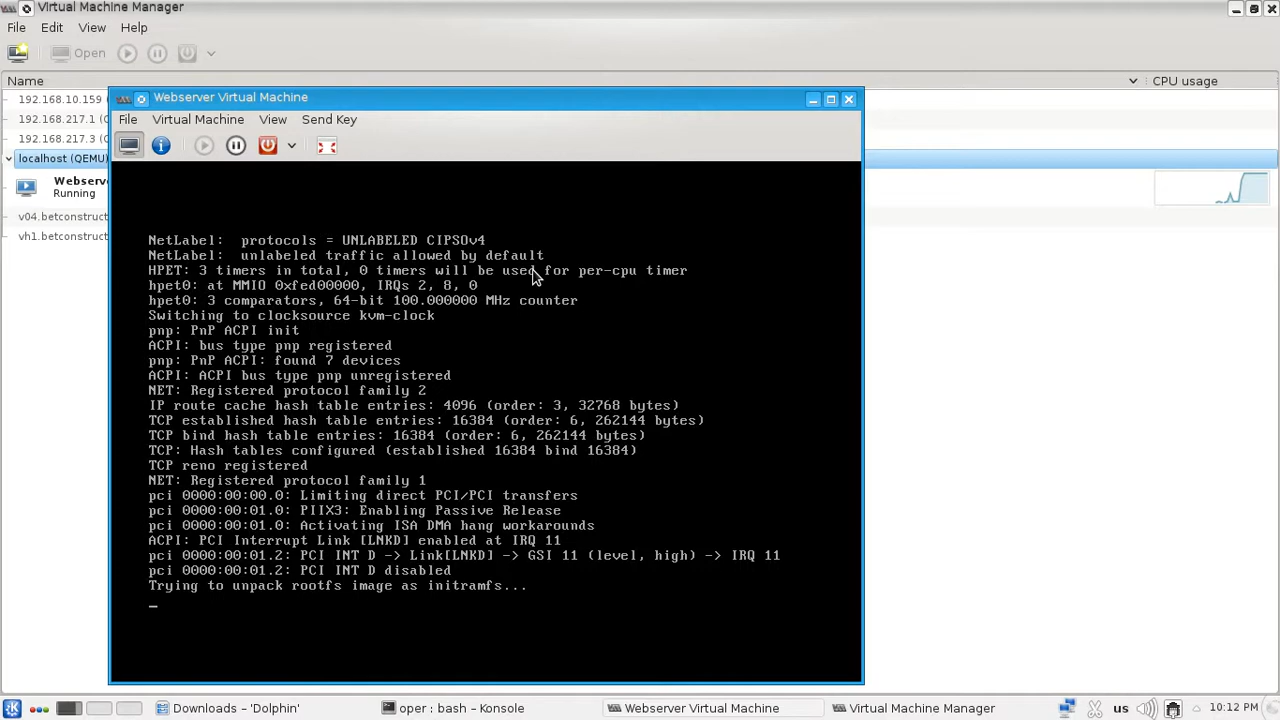 Virtual Machine Manager
File Edit View Help
Open
Name CPU usage
192.168.10.159 (
192.168.217.1 (
192.168.217.3 (
localhost (QEMU)
Webserve
Running
v04.betconstruct
vh1.betconstruct
Webserver Virtual Machine
File Virtual Machine View Send Key
NetLabel:  protocols = UNLABELED CIPSOv4
NetLabel:  unlabeled traffic allowed by default
HPET: 3 timers in total, 0 timers will be used for per-cpu timer
hpet0: at MMIO 0xfed00000, IRQs 2, 8, 0
hpet0: 3 comparators, 64-bit 100.000000 MHz counter
Switching to clocksource kvm-clock
pnp: PnP ACPI init
ACPI: bus type pnp registered
pnp: PnP ACPI: found 7 devices
ACPI: ACPI bus type pnp unregistered
NET: Registered protocol family 2
IP route cache hash table entries: 4096 (order: 3, 32768 bytes)
TCP established hash table entries: 16384 (order: 6, 262144 bytes)
TCP bind hash table entries: 16384 (order: 6, 262144 bytes)
TCP: Hash tables configured (established 16384 bind 16384)
TCP reno registered
NET: Registered protocol family 1
pci 0000:00:00.0: Limiting direct PCI/PCI transfers
pci 0000:00:01.0: PIIX3: Enabling Passive Release
pci 0000:00:01.0: Activating ISA DMA hang workarounds
ACPI: PCI Interrupt Link [LNKD] enabled at IRQ 11
pci 0000:00:01.2: PCI INT D -> Link[LNKD] -> GSI 11 (level, high) -> IRQ 11
pci 0000:00:01.2: PCI INT D disabled
Trying to unpack rootfs image as initramfs...
_
Downloads – 'Dolphin' oper : bash – Konsole Webserver Virtual Machine Virtual Machine Manager us 10:12 PM